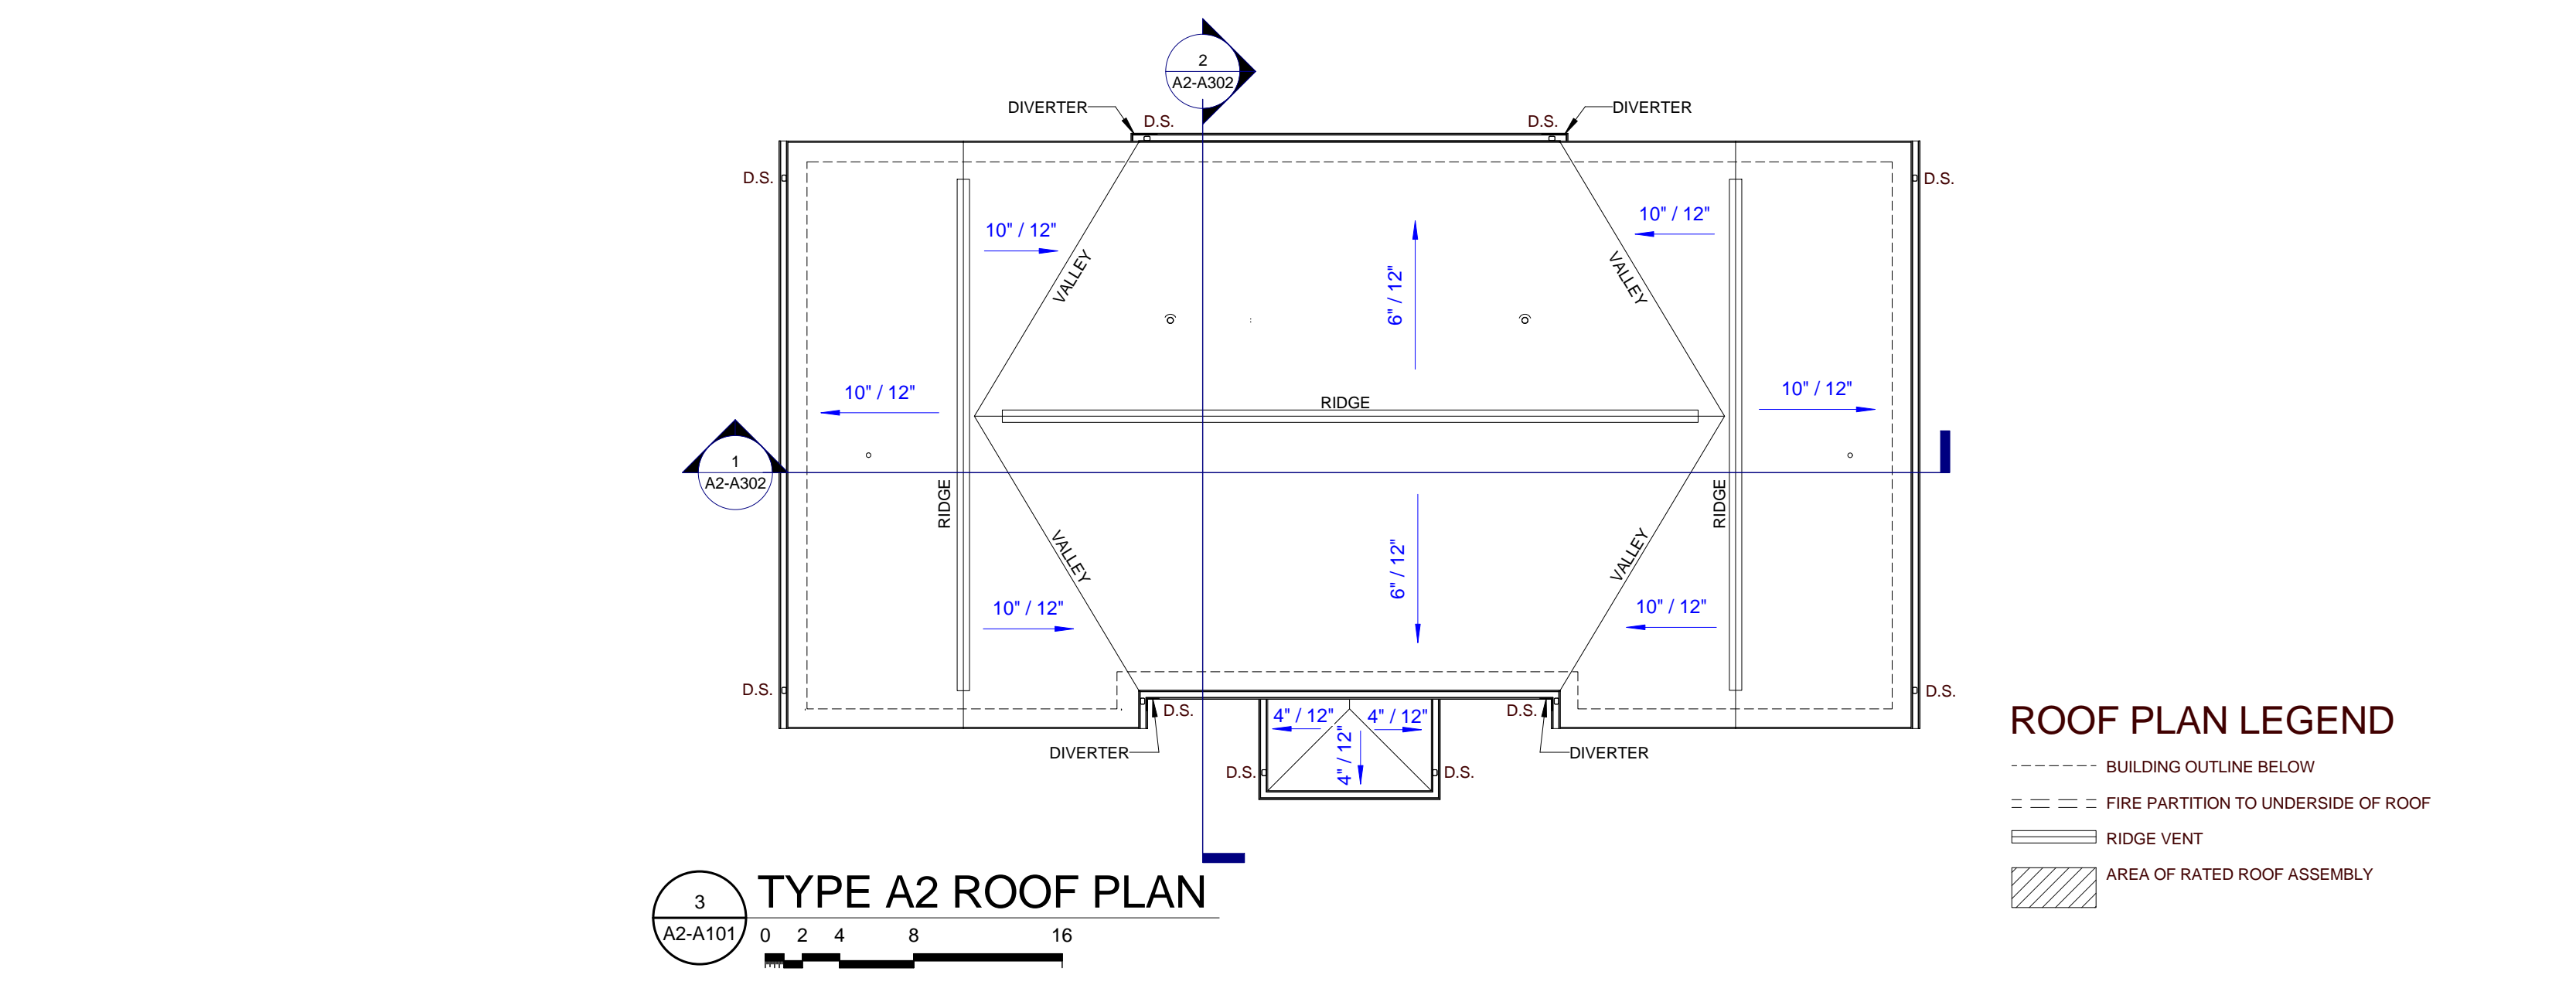 2
A2-A302
DIVERTER
DIVERTER
D.S.
D.S.
D.S.
D.S.
10" / 12"
10" / 12"
VALLEY
VALLEY
6" / 12"
10" / 12"
10" / 12"
RIDGE
1
A2-A302
RIDGE
RIDGE
VALLEY
VALLEY
6" / 12"
10" / 12"
10" / 12"
D.S.
D.S.
D.S.
D.S.
4" / 12"
4" / 12"
4" / 12"
DIVERTER
DIVERTER
D.S.
D.S.
ROOF PLAN LEGEND
BUILDING OUTLINE BELOW
FIRE PARTITION TO UNDERSIDE OF ROOF
RIDGE VENT
AREA OF RATED ROOF ASSEMBLY
3
A2-A101
TYPE A2 ROOF PLAN
0 2 4 8 16